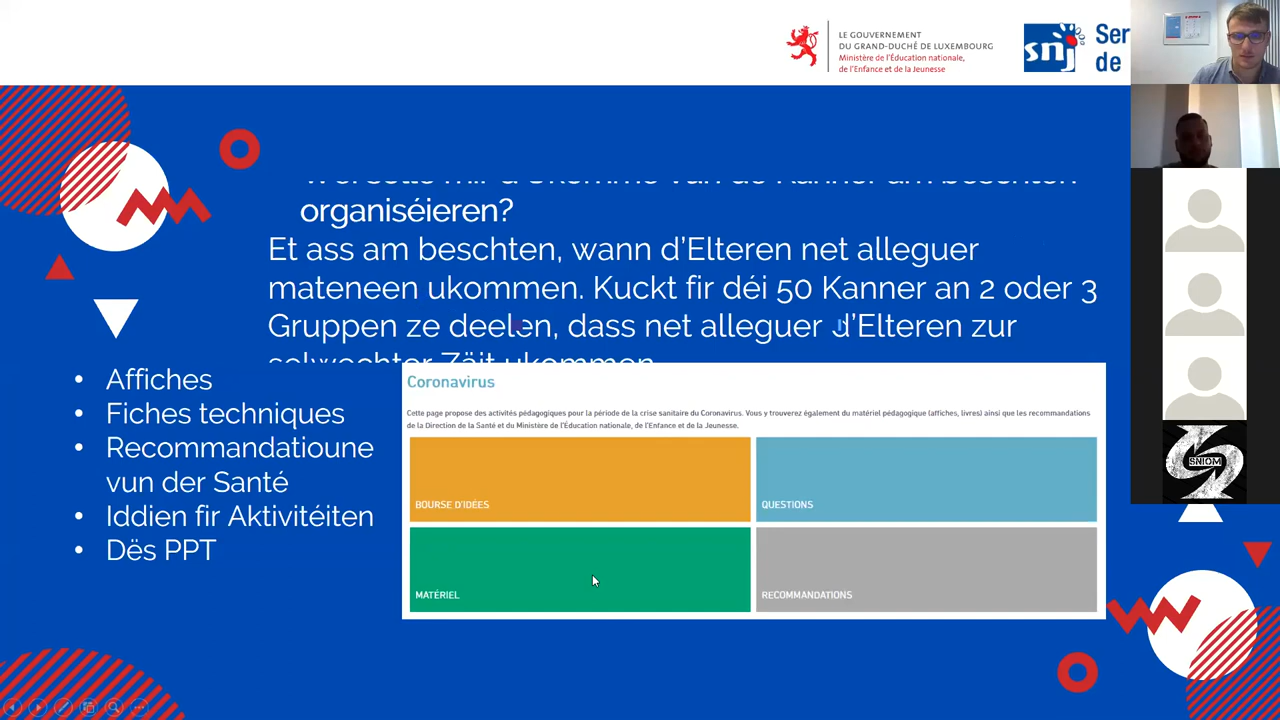 LE GOUVERNEMENT
DU GRAND-DUCHÉ DE LUXEMBOURG
Ministère de l'Éducation nationale,
de l'Enfance et de la Jeunesse
snj
Ser
de
organiséieren?
Et ass am beschten, wann d'Elteren net alleguer
mateneen ukommen. Kuckt fir déi 50 Kanner an 2 oder 3
Gruppen ze deelen, dass net alleguer d'Elteren zur
selwechter Zäit ukommen
• Affiches
• Fiches techniques
• Recommandatioune
vun der Santé
• Iddien fir Aktivitéiten
• Dës PPT
Coronavirus
Cette page propose des activités pédagogiques pour la période de la crise sanitaire du Coronavirus. Vous y trouverez également du matériel pédagogique (affiches, livres) ainsi que les recommandations
de la Direction de la Santé et du Ministère de l'Éducation nationale, de l'Enfance et de la Jeunesse.
BOURSE D'IDÉES
QUESTIONS
MATÉRIEL
RECOMMANDATIONS
SNIOM